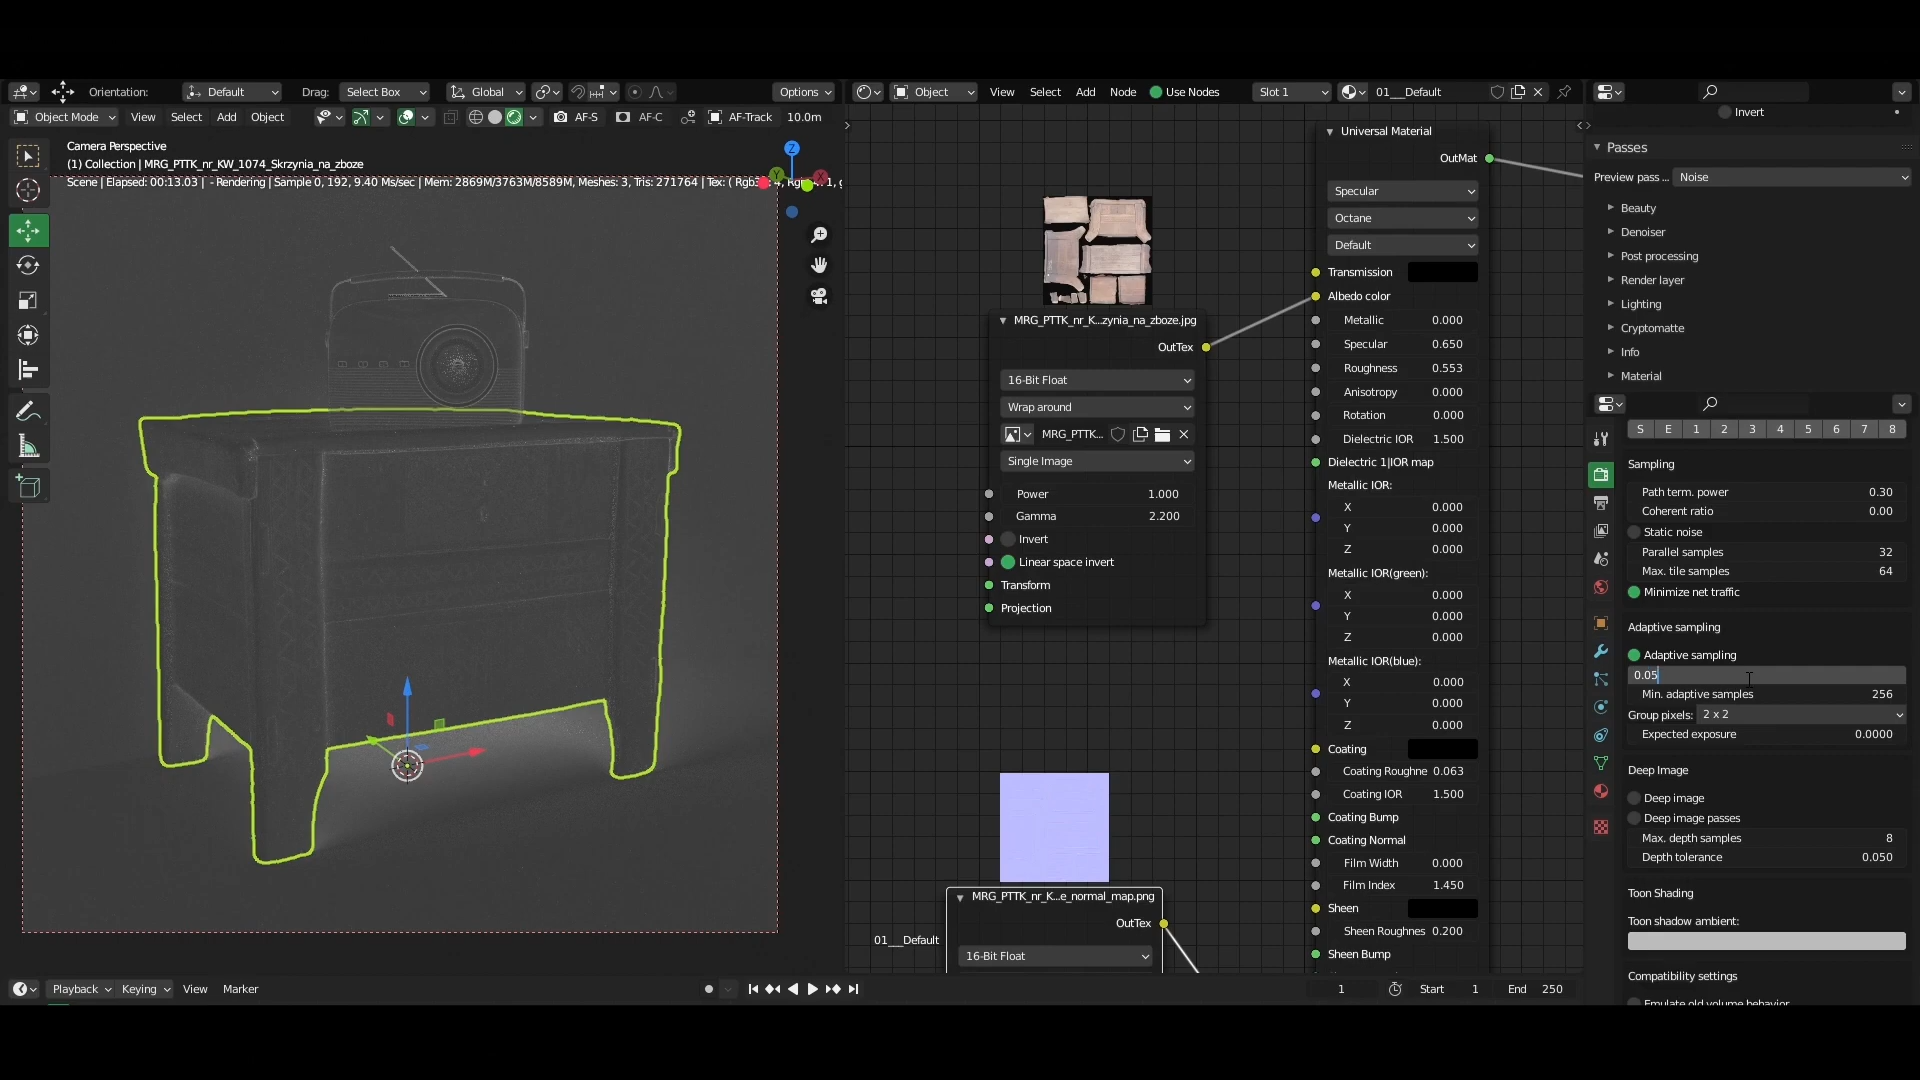 Orientation: Default Drag: Select Box Global Options
Object Mode View Select Add Object AF-S AF-C AF-Track 10.0m
Camera Perspective
(1) Collection | MRG_PTTK_nr_KW_1074_Skrzynia_na_zboze
Scene | Elapsed: 00:13.03 | - Rendering | Sample 0, 192, 9.40 Ms/sec | Mem: 2869M/3763M/8589M, Meshes: 3, Tris: 271764 | Tex: (
Z
Y
X
Object View Select Add Node Use Nodes Slot 1 01___Default
MRG_PTTK_nr_K...zynia_na_zboze.jpg
OutTex
16-Bit Float
Wrap around
MRG_PTTK...
Single Image
Power 1.000
Gamma 2.200
Invert
Linear space invert
Transform
Projection
MRG_PTTK_nr_K...e_normal_map.png
OutTex
16-Bit Float
01___Default
Universal Material
OutMat
Specular
Octane
Default
Transmission
Albedo color
Metallic 0.000
Specular 0.650
Roughness 0.553
Anisotropy 0.000
Rotation 0.000
Dielectric IOR 1.500
Dielectric 1|IOR map
Metallic IOR:
X 0.000
Y 0.000
Z 0.000
Metallic IOR(green):
X 0.000
Y 0.000
Z 0.000
Metallic IOR(blue):
X 0.000
Y 0.000
Z 0.000
Coating
Coating Roughne 0.063
Coating IOR 1.500
Coating Bump
Coating Normal
Film Width 0.000
Film Index 1.450
Sheen
Sheen Roughnes 0.200
Sheen Bump
Invert
Passes
Preview pass ... Noise
Beauty
Denoiser
Post processing
Render layer
Lighting
Cryptomatte
Info
Material
S E 1 2 3 4 5 6 7 8
Sampling
Path term. power 0.30
Coherent ratio 0.00
Static noise
Parallel samples 32
Max. tile samples 64
Minimize net traffic
Adaptive sampling
Adaptive sampling
0.05
Min. adaptive samples 256
Group pixels: 2 x 2
Expected exposure 0.0000
Deep Image
Deep image
Deep image passes
Max. depth samples 8
Depth tolerance 0.050
Toon Shading
Toon shadow ambient:
Compatibility settings
Emulate old volume behavior
Playback Keying View Marker 1 Start 1 End 250